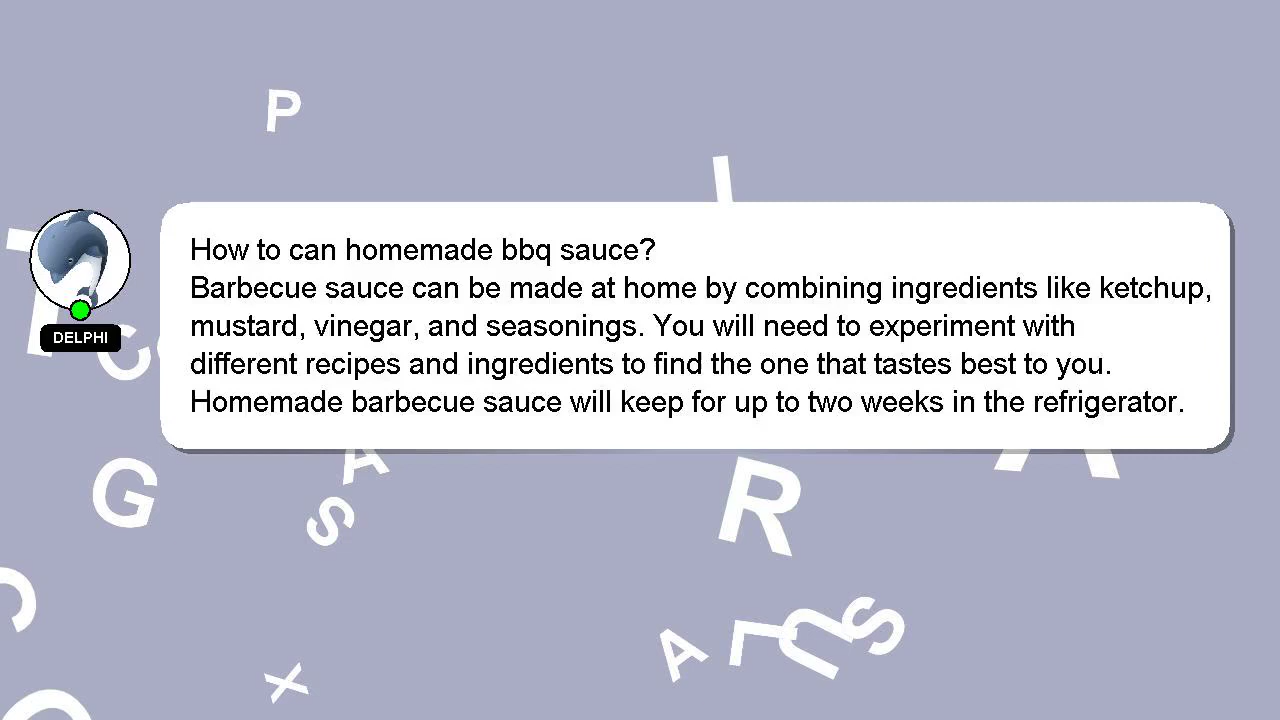 P
I
How to can homemade bbq sauce?
Barbecue sauce can be made at home by combining ingredients like ketchup,
mustard, vinegar, and seasonings. You will need to experiment with
different recipes and ingredients to find the one that tastes best to you.
Homemade barbecue sauce will keep for up to two weeks in the refrigerator.
DELPHI
G
A
S
R
A
L
U
S
X